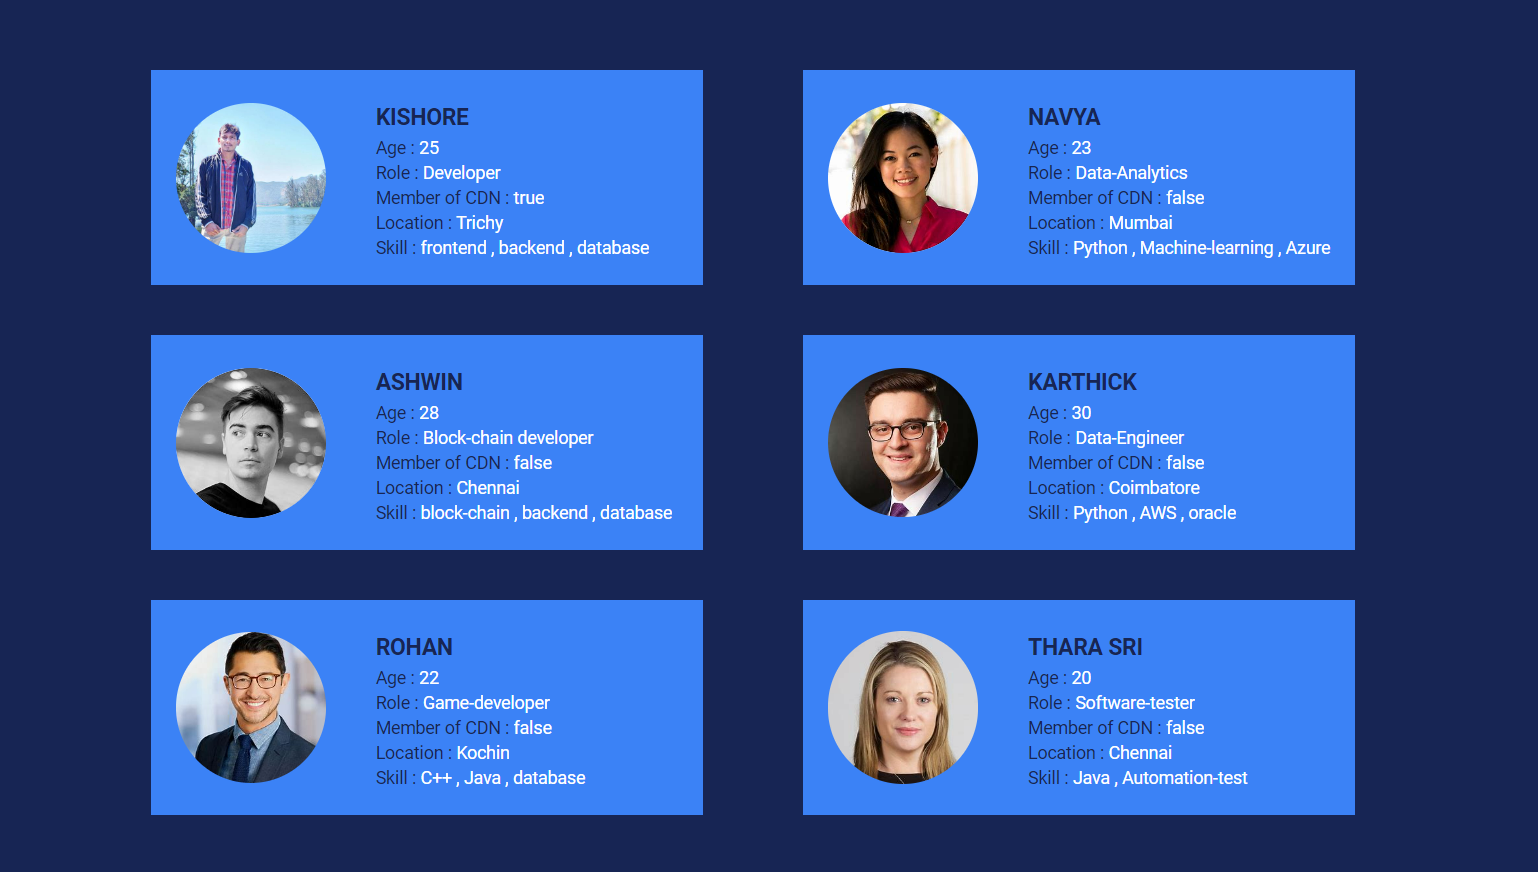 KISHORE
Age : 25
Role : Developer
Member of CDN : true
Location : Trichy
Skill : frontend , backend , database
NAVYA
Age : 23
Role : Data-Analytics
Member of CDN : false
Location : Mumbai
Skill : Python , Machine-learning , Azure
ASHWIN
Age : 28
Role : Block-chain developer
Member of CDN : false
Location : Chennai
Skill : block-chain , backend , database
KARTHICK
Age : 30
Role : Data-Engineer
Member of CDN : false
Location : Coimbatore
Skill : Python , AWS , oracle
ROHAN
Age : 22
Role : Game-developer
Member of CDN : false
Location : Kochin
Skill : C++ , Java , database
THARA SRI
Age : 20
Role : Software-tester
Member of CDN : false
Location : Chennai
Skill : Java , Automation-test